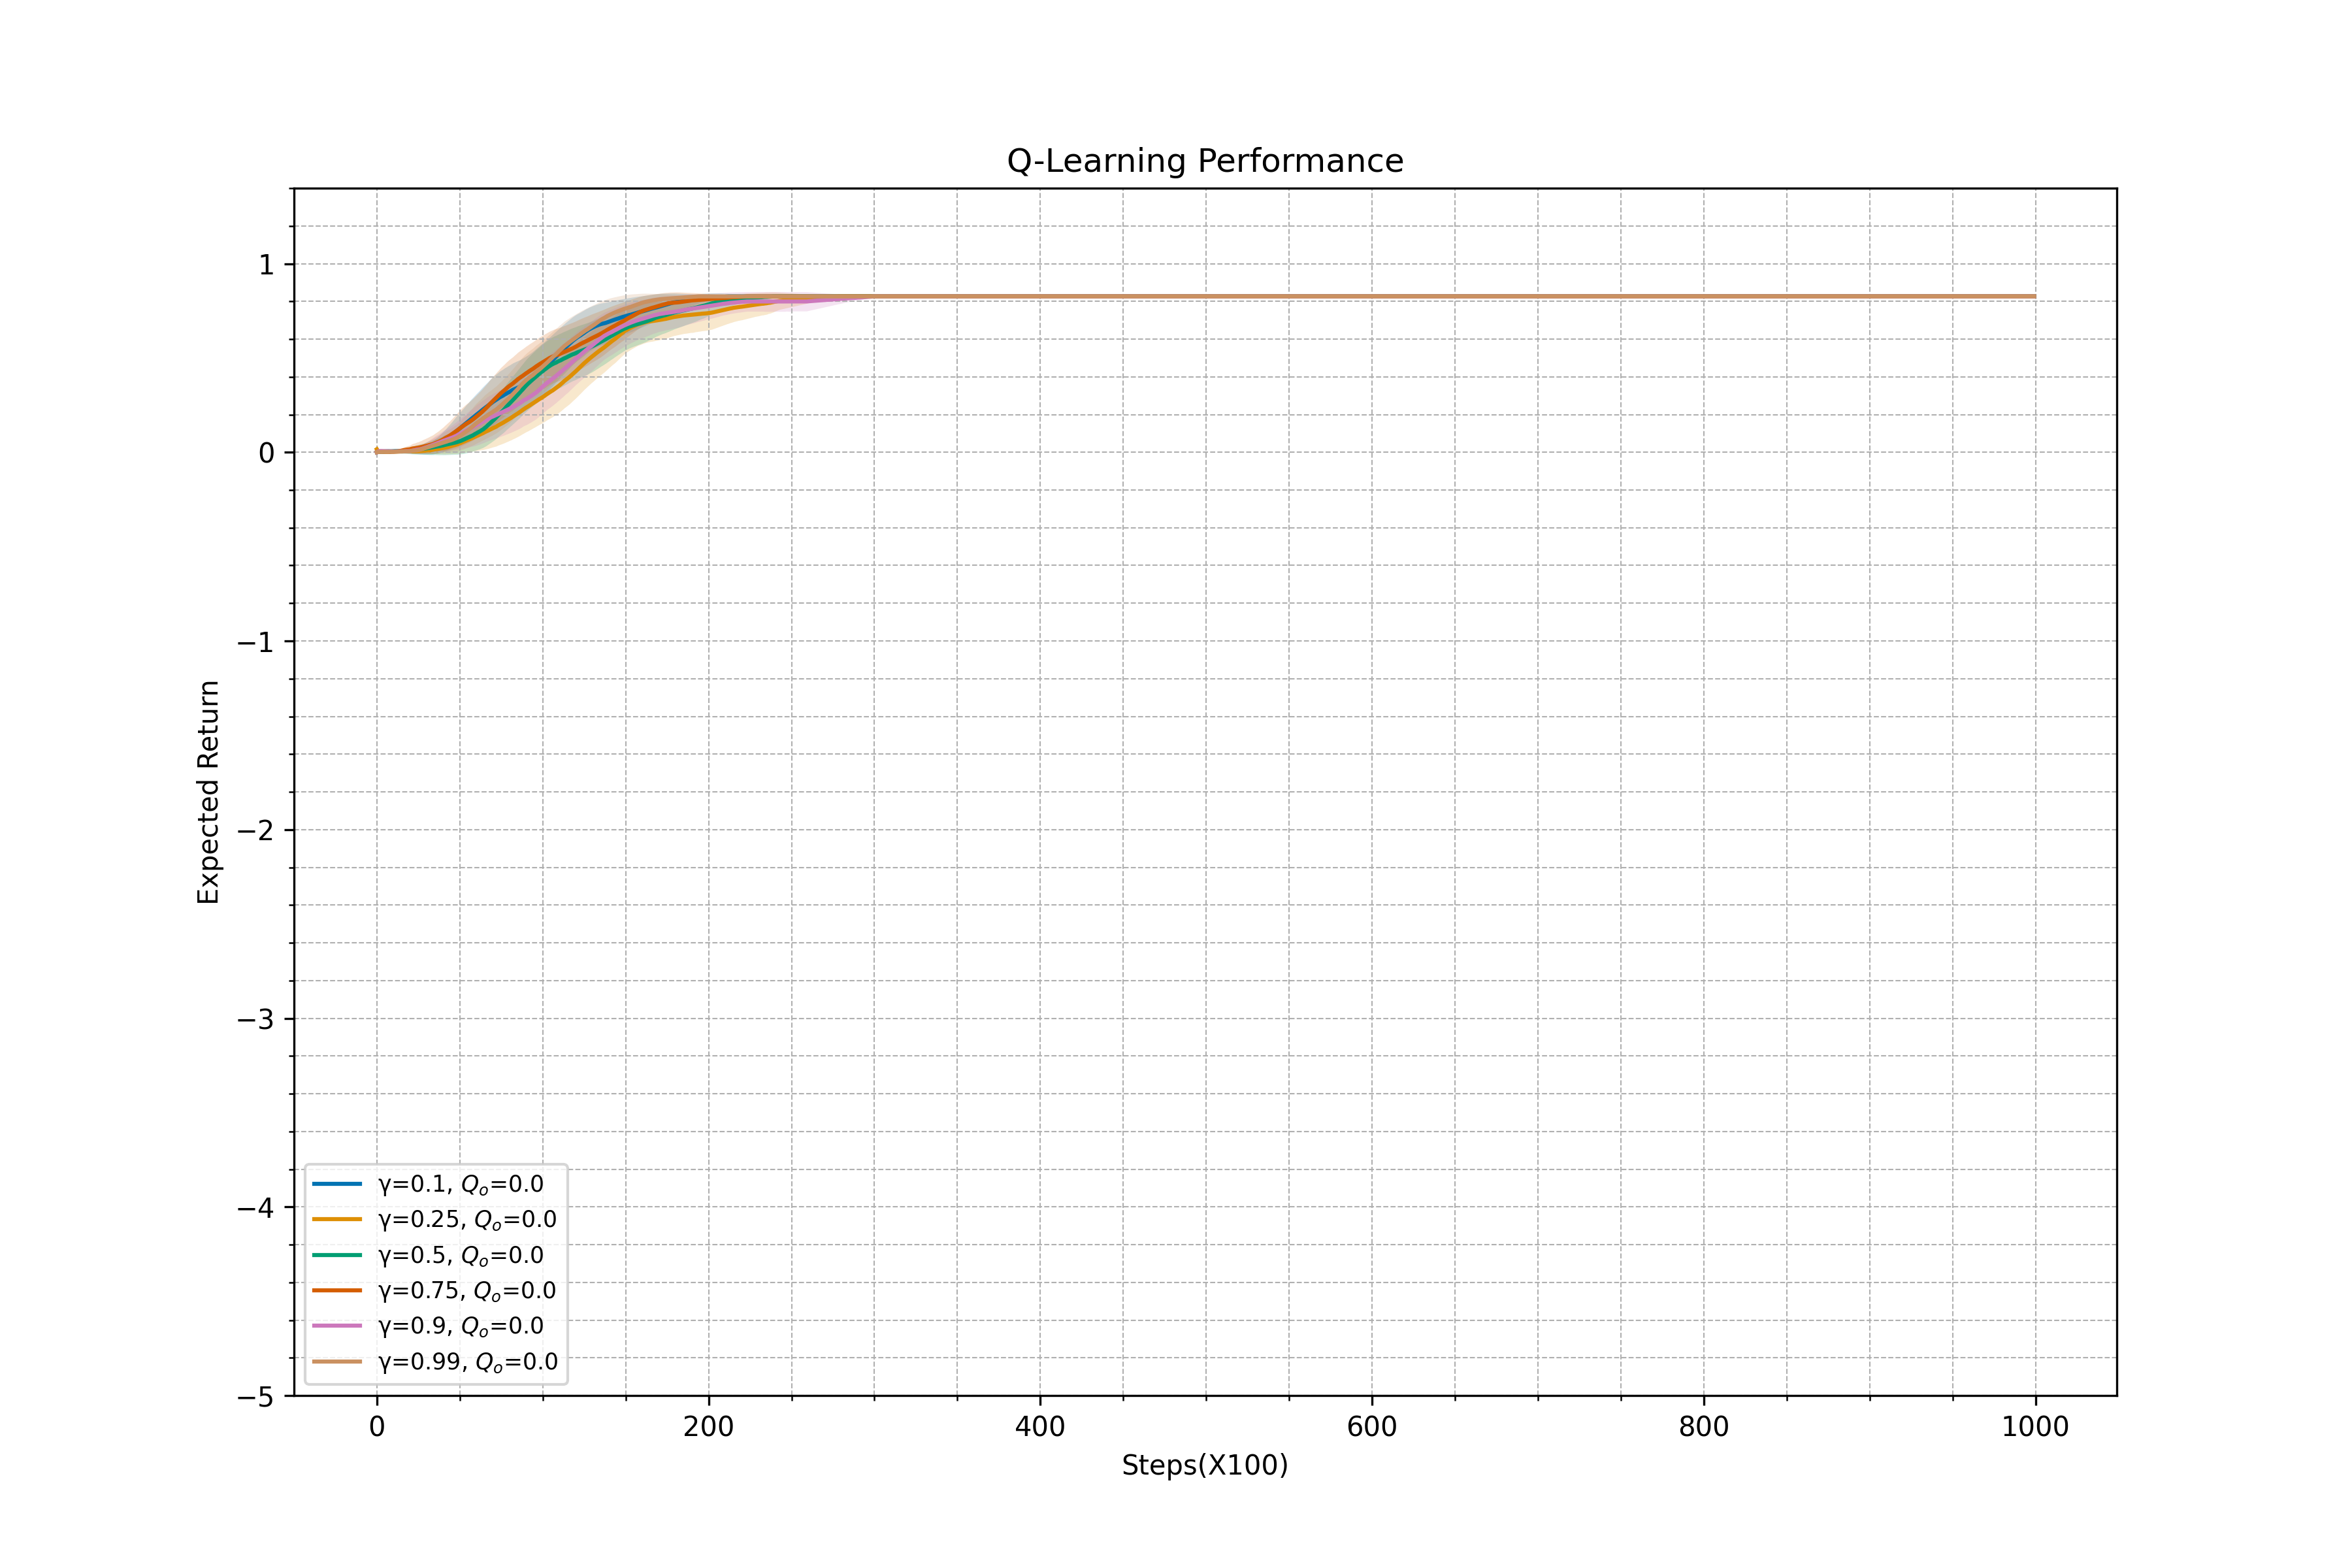 Q-Learning Performance
Expected Return
1
0
−1
−2
−3
−4
−5
γ=0.1, Qₒ=0.0
γ=0.25, Qₒ=0.0
γ=0.5, Qₒ=0.0
γ=0.75, Qₒ=0.0
γ=0.9, Qₒ=0.0
γ=0.99, Qₒ=0.0
0 200 400 600 800 1000
Steps(X100)